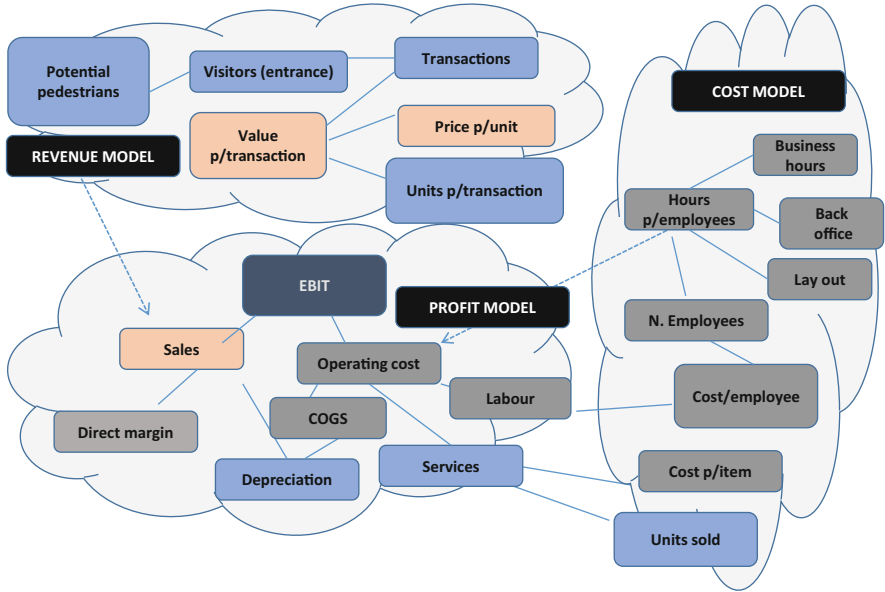 Potential
pedestrians
Visitors (entrance)
Transactions
REVENUE MODEL
Value
p/transaction
Price p/unit
Units p/transaction
COST MODEL
Business
hours
Hours
p/employees
Back
office
Lay out
N. Employees
Cost/employee
Cost p/item
Units sold
EBIT
PROFIT MODEL
Sales
Operating cost
Labour
Direct margin
COGS
Depreciation
Services